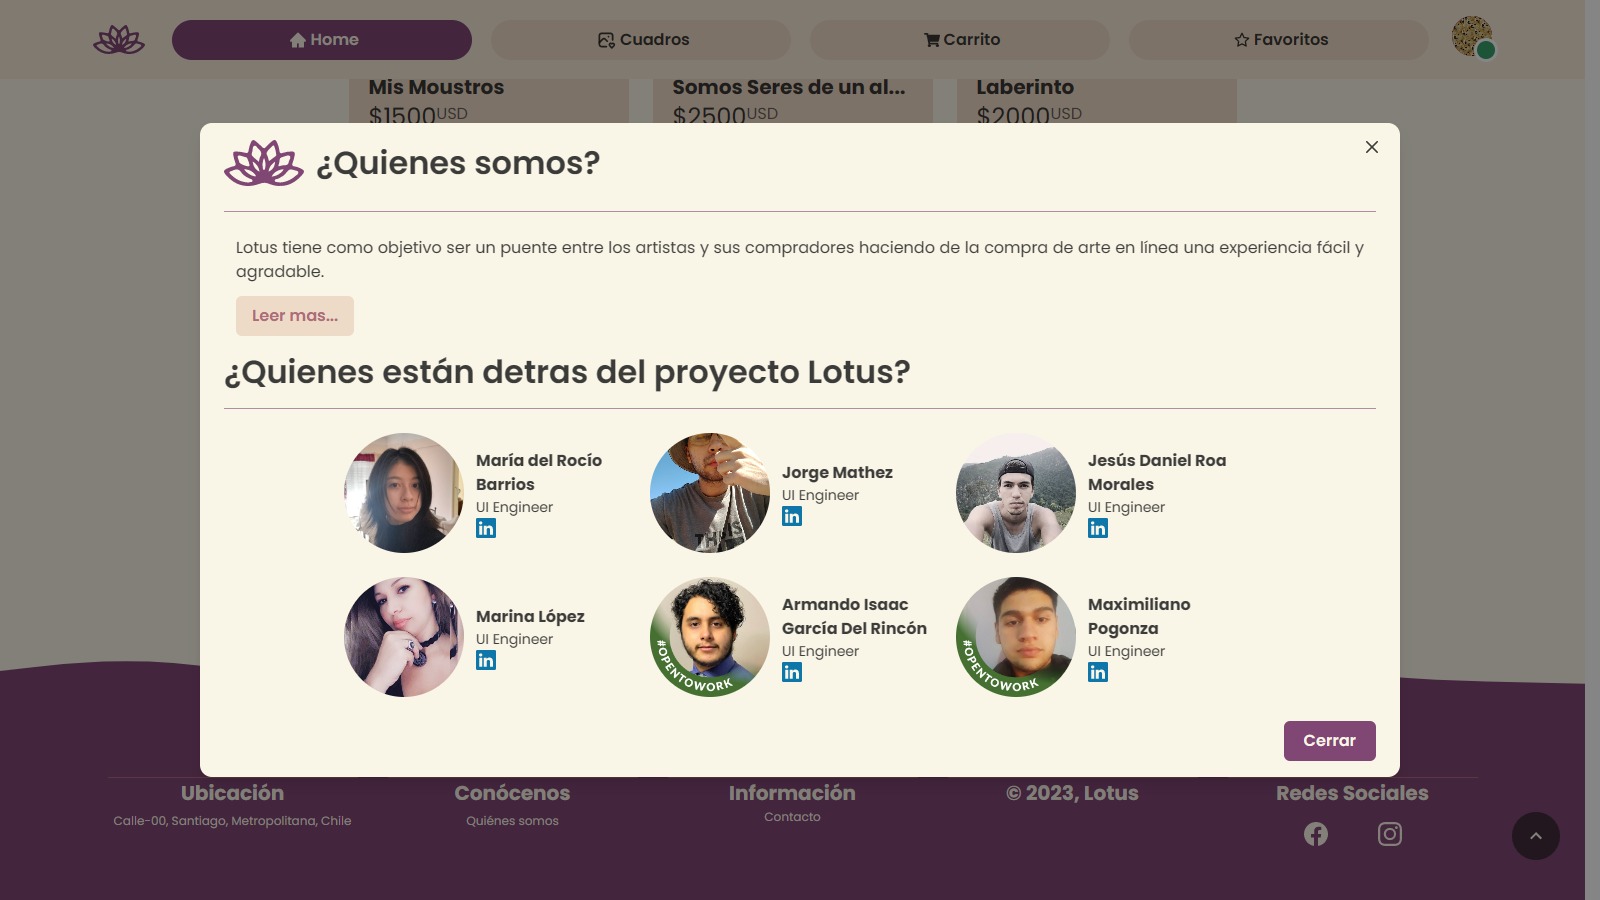 Home
Cuadros
Carrito
Favoritos
Mis Moustros
Somos Seres de un al...
Laberinto
$1500USD
$2500USD
$2000USD
¿Quienes somos?
Lotus tiene como objetivo ser un puente entre los artistas y sus compradores haciendo de la compra de arte en línea una experiencia fácil y
agradable.
Leer mas...
¿Quienes están detras del proyecto Lotus?
María del Rocío
Barrios
UI Engineer
in
Jorge Mathez
UI Engineer
in
Jesús Daniel Roa
Morales
UI Engineer
in
Marina López
UI Engineer
in
#OPENTOWORK
Armando Isaac
García Del Rincón
UI Engineer
in
#OPENTOWORK
Maximiliano
Pogonza
UI Engineer
in
Cerrar
Ubicación
Calle-00, Santiago, Metropolitana, Chile
Conócenos
Quiénes somos
Información
Contacto
© 2023, Lotus
Redes Sociales